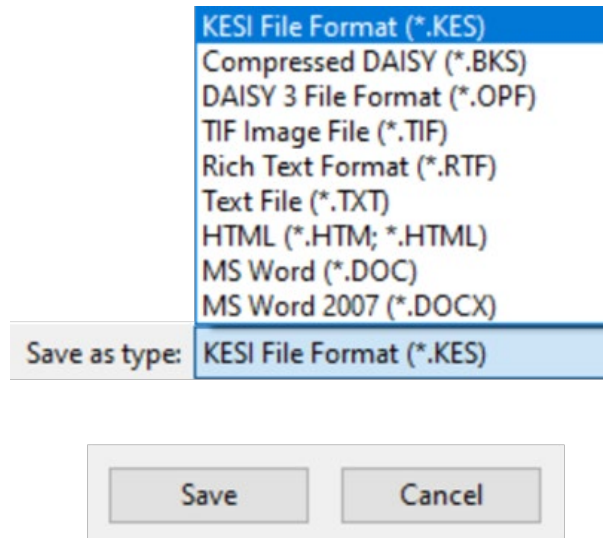 KESI File Format (*.KES)
Compressed DAISY (*.BKS)
DAISY 3 File Format (*.OPF)
TIF Image File (*.TIF)
Rich Text Format (*.RTF)
Text File (*.TXT)
HTML (*.HTM; *.HTML)
MS Word (*.DOC)
MS Word 2007 (*.DOCX)
Save as type: KESI File Format (*.KES)
Save Cancel